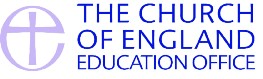 THE CHURCH
OF ENGLAND
EDUCATION OFFICE